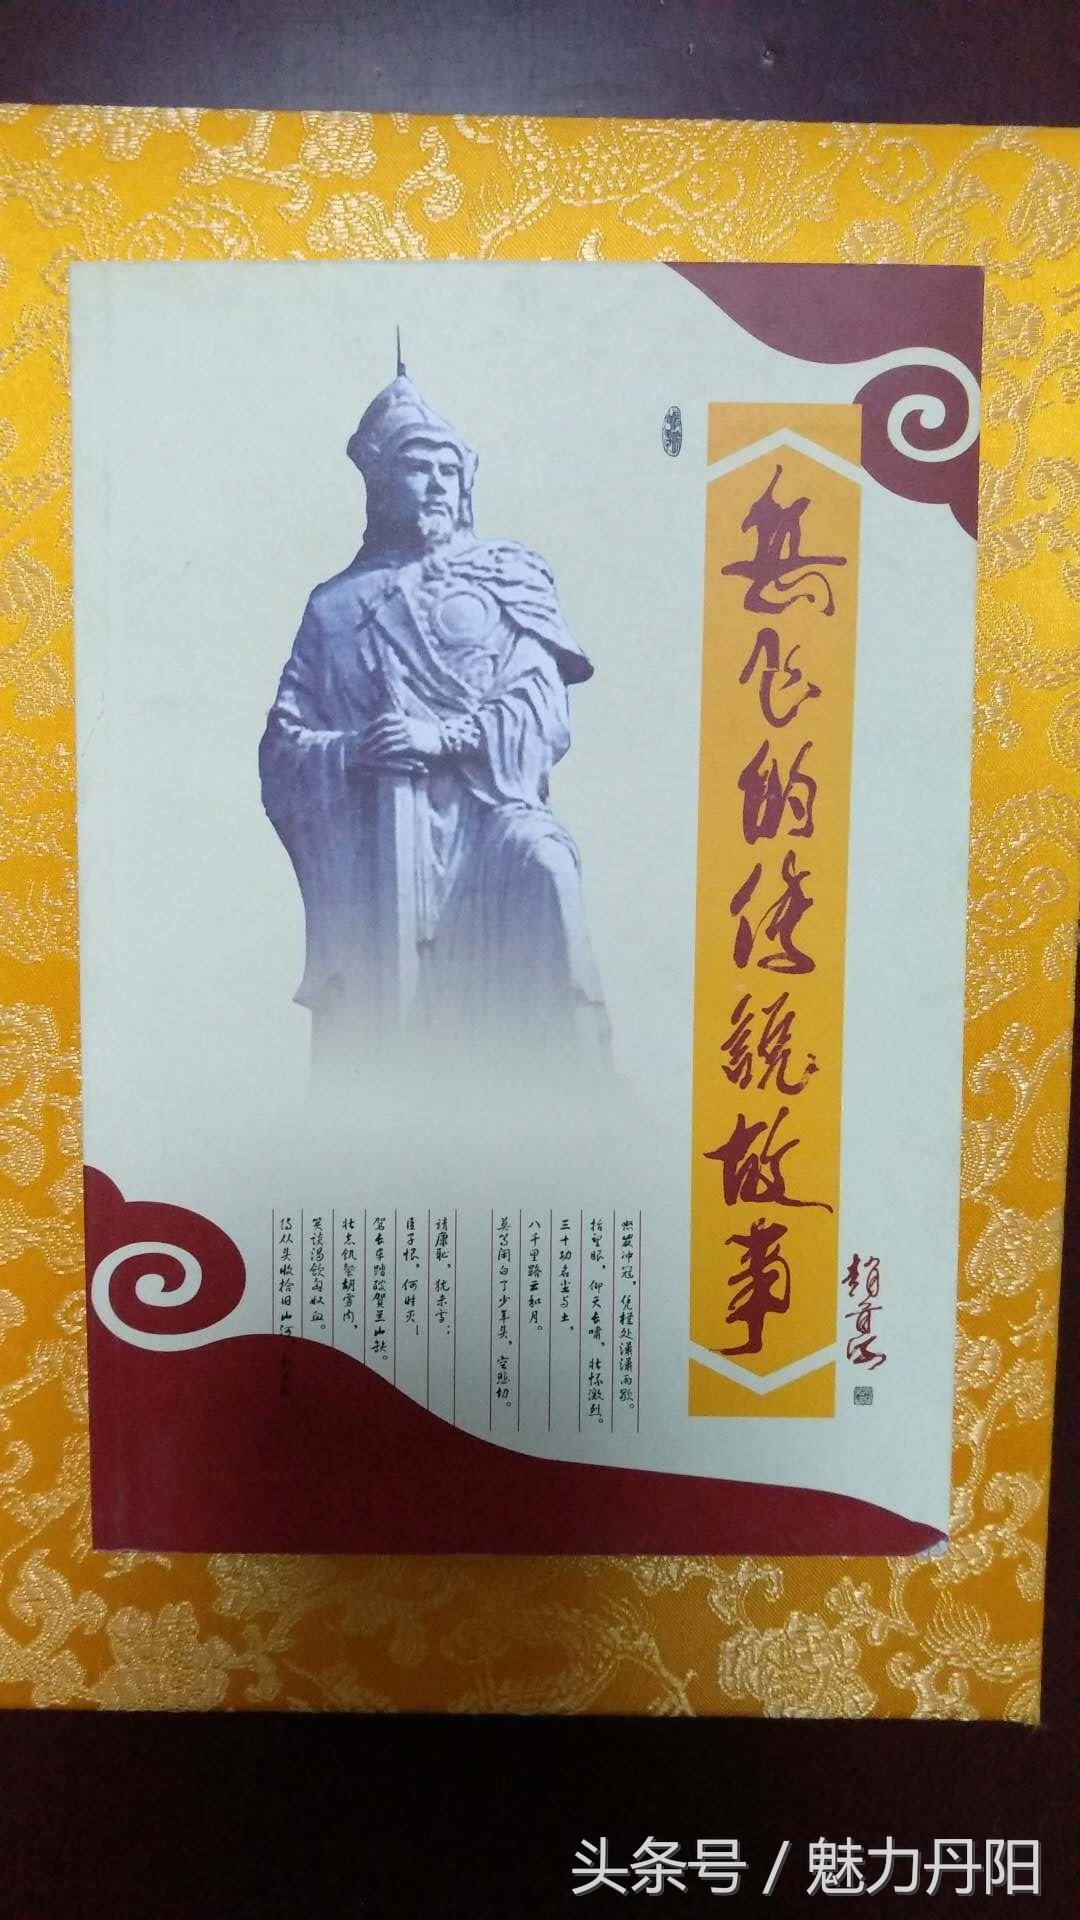 岳飞的传説故事
怒发冲冠，凭栏处潇潇雨歇。
抬望眼，仰天长啸，壮怀激烈。
三十功名尘与土，
八千里路云和月。
莫等闲白了少年头，空悲切。
靖康耻，犹未雪；
臣子恨，何时灭！
驾长车踏破贺兰山缺。
壮志饥餐胡虏肉，
笑谈渴饮匈奴血。
待从头收拾旧山河
头条号 / 魅力丹阳